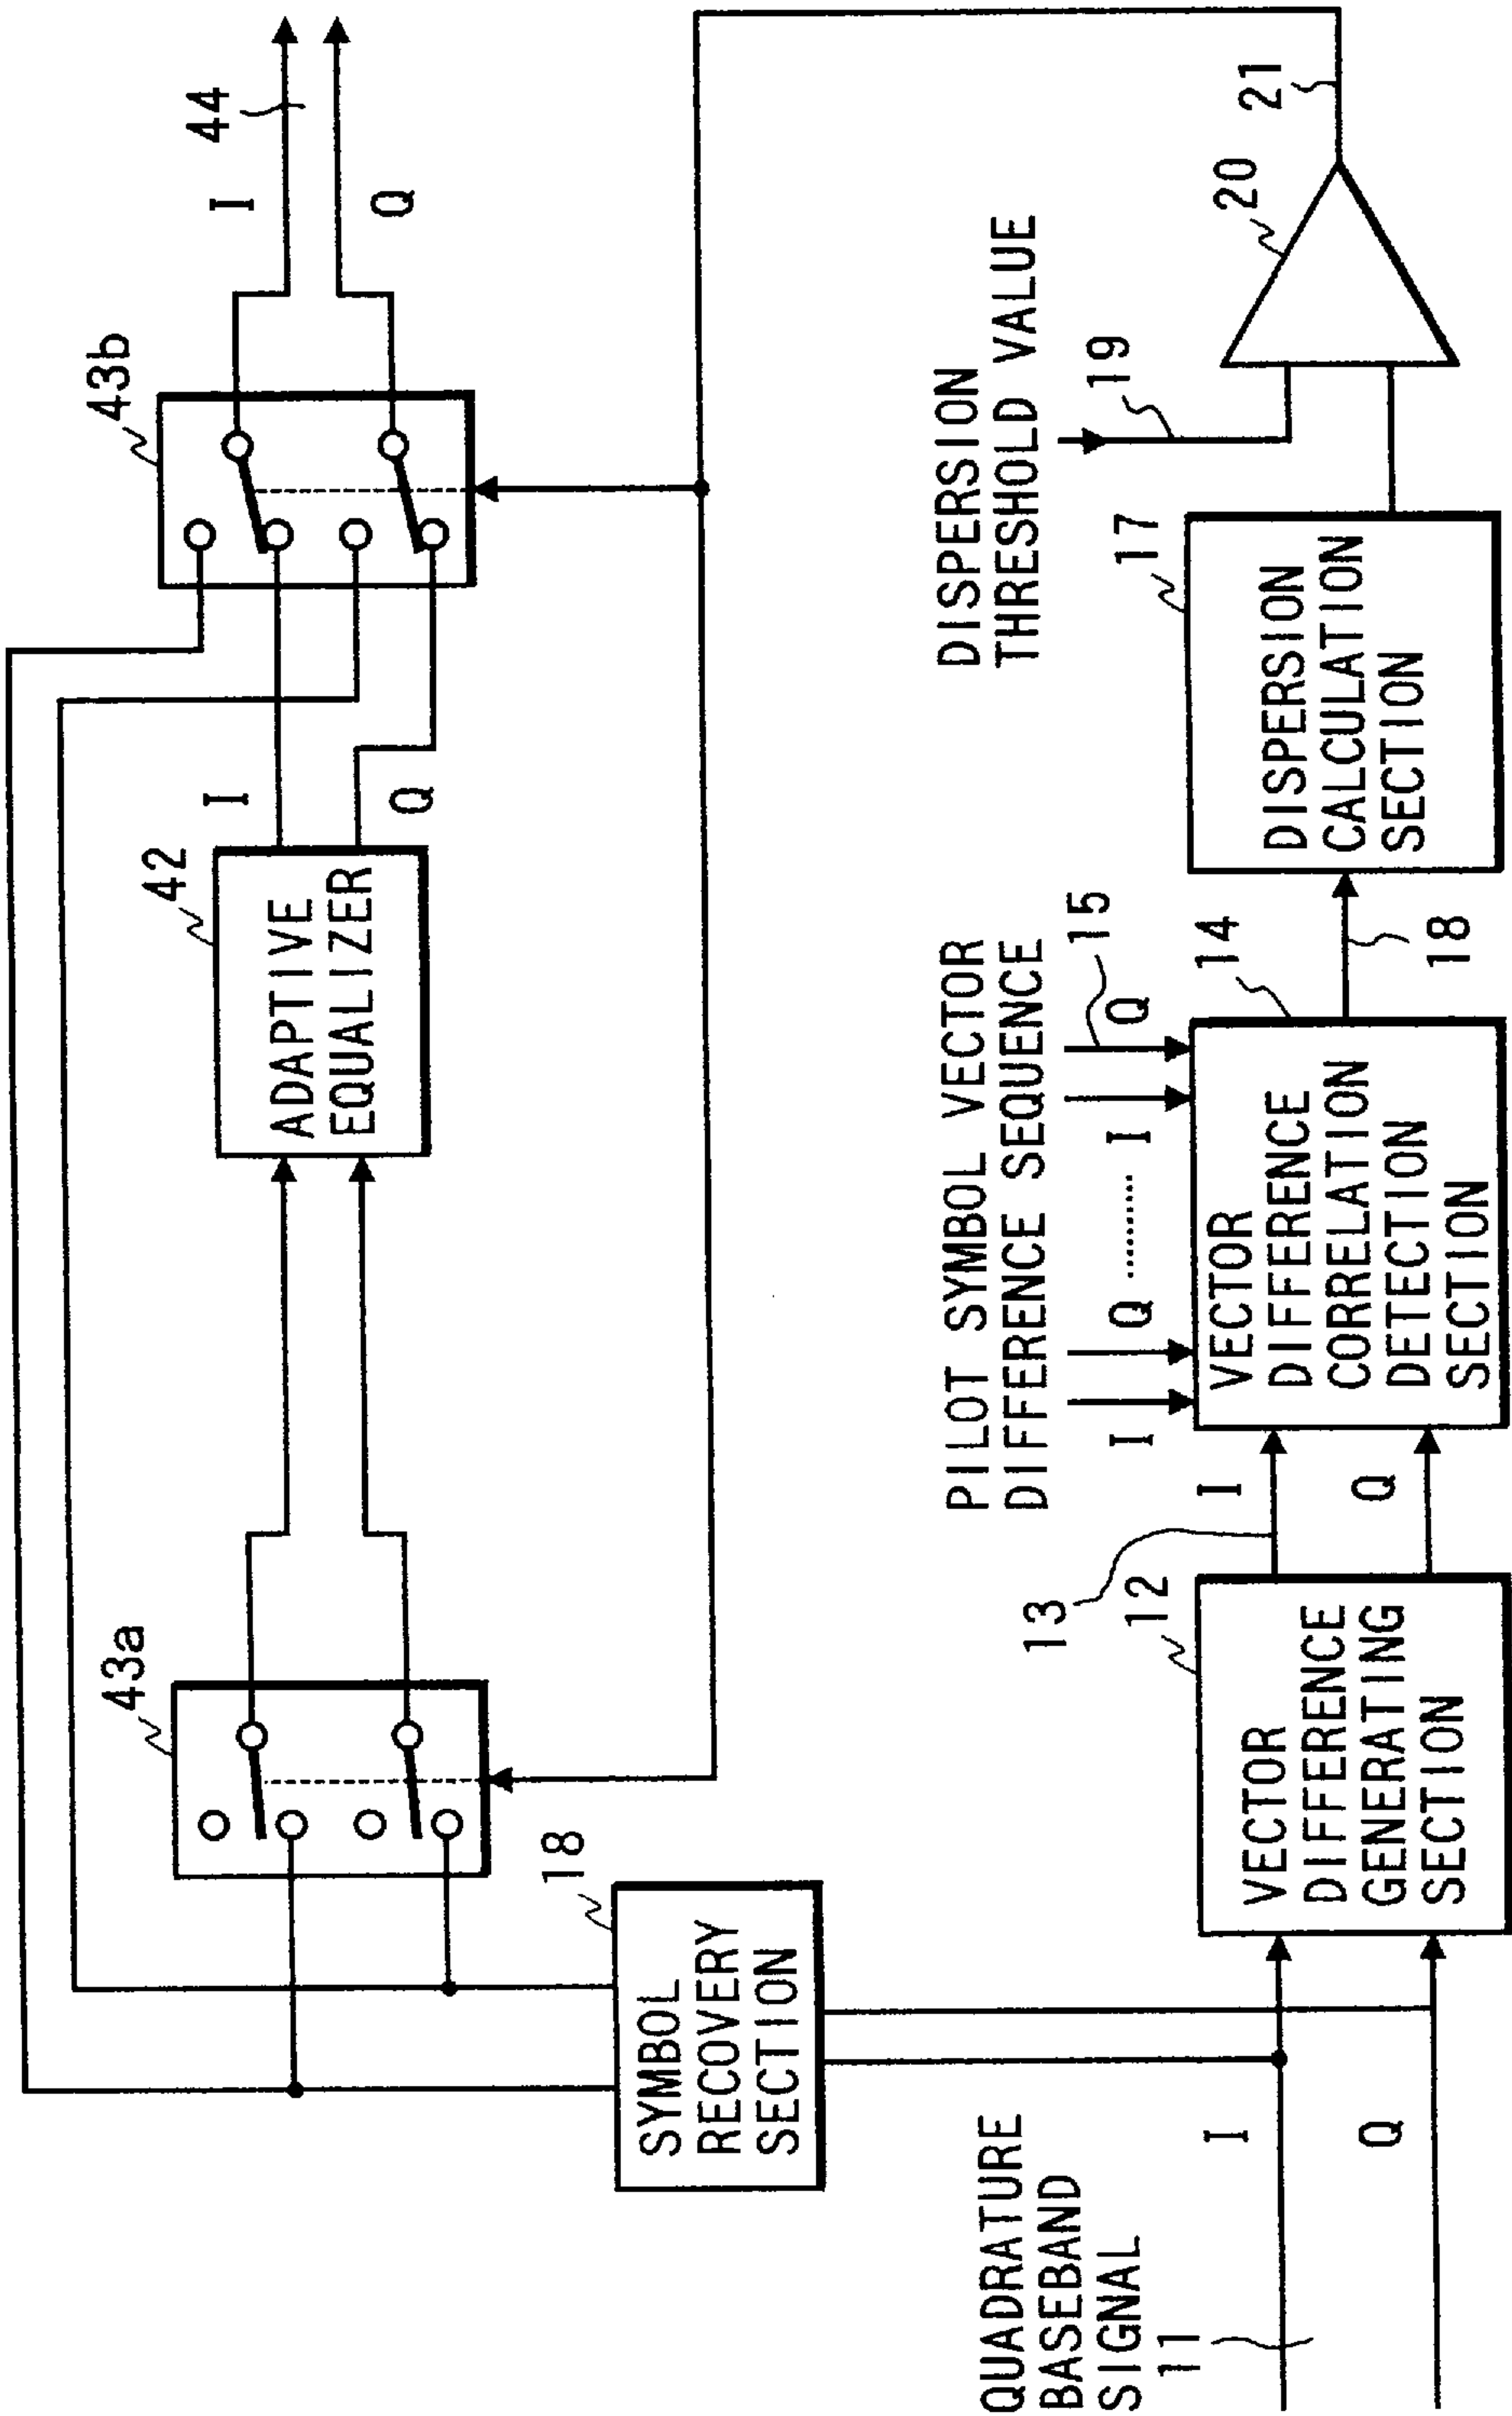 43a
43b
42
44
I
Q
I
Q
ADAPTIVE
EQUALIZER
18
SYMBOL
RECOVERY
SECTION
QUADRATURE
BASEBAND
SIGNAL
11
I
Q
12
VECTOR
DIFFERENCE
GENERATING
SECTION
13
I
Q
PILOT SYMBOL VECTOR
DIFFERENCE SEQUENCE
I Q ......... I Q
15
14
VECTOR
DIFFERENCE
CORRELATION
DETECTION
SECTION
18
17
DISPERSION
CALCULATION
SECTION
DISPERSION
THRESHOLD VALUE
19
20
21